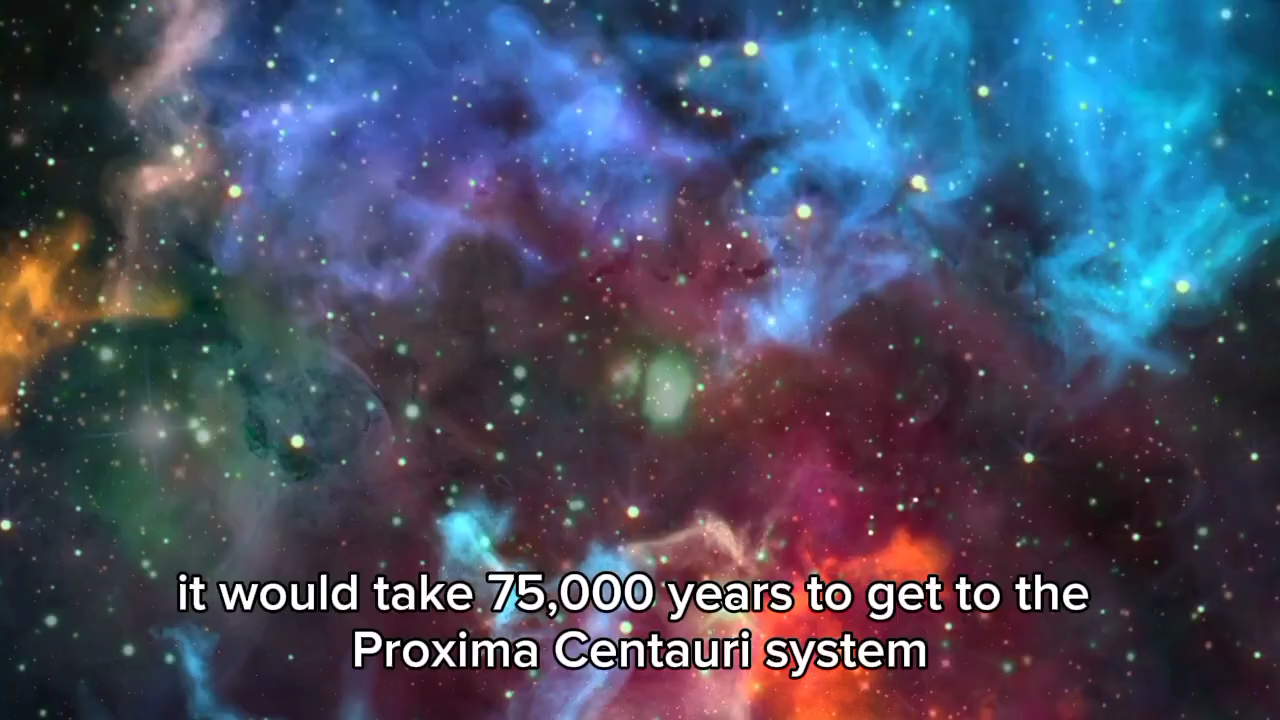 it would take 75,000 years to get to the
Proxima Centauri system